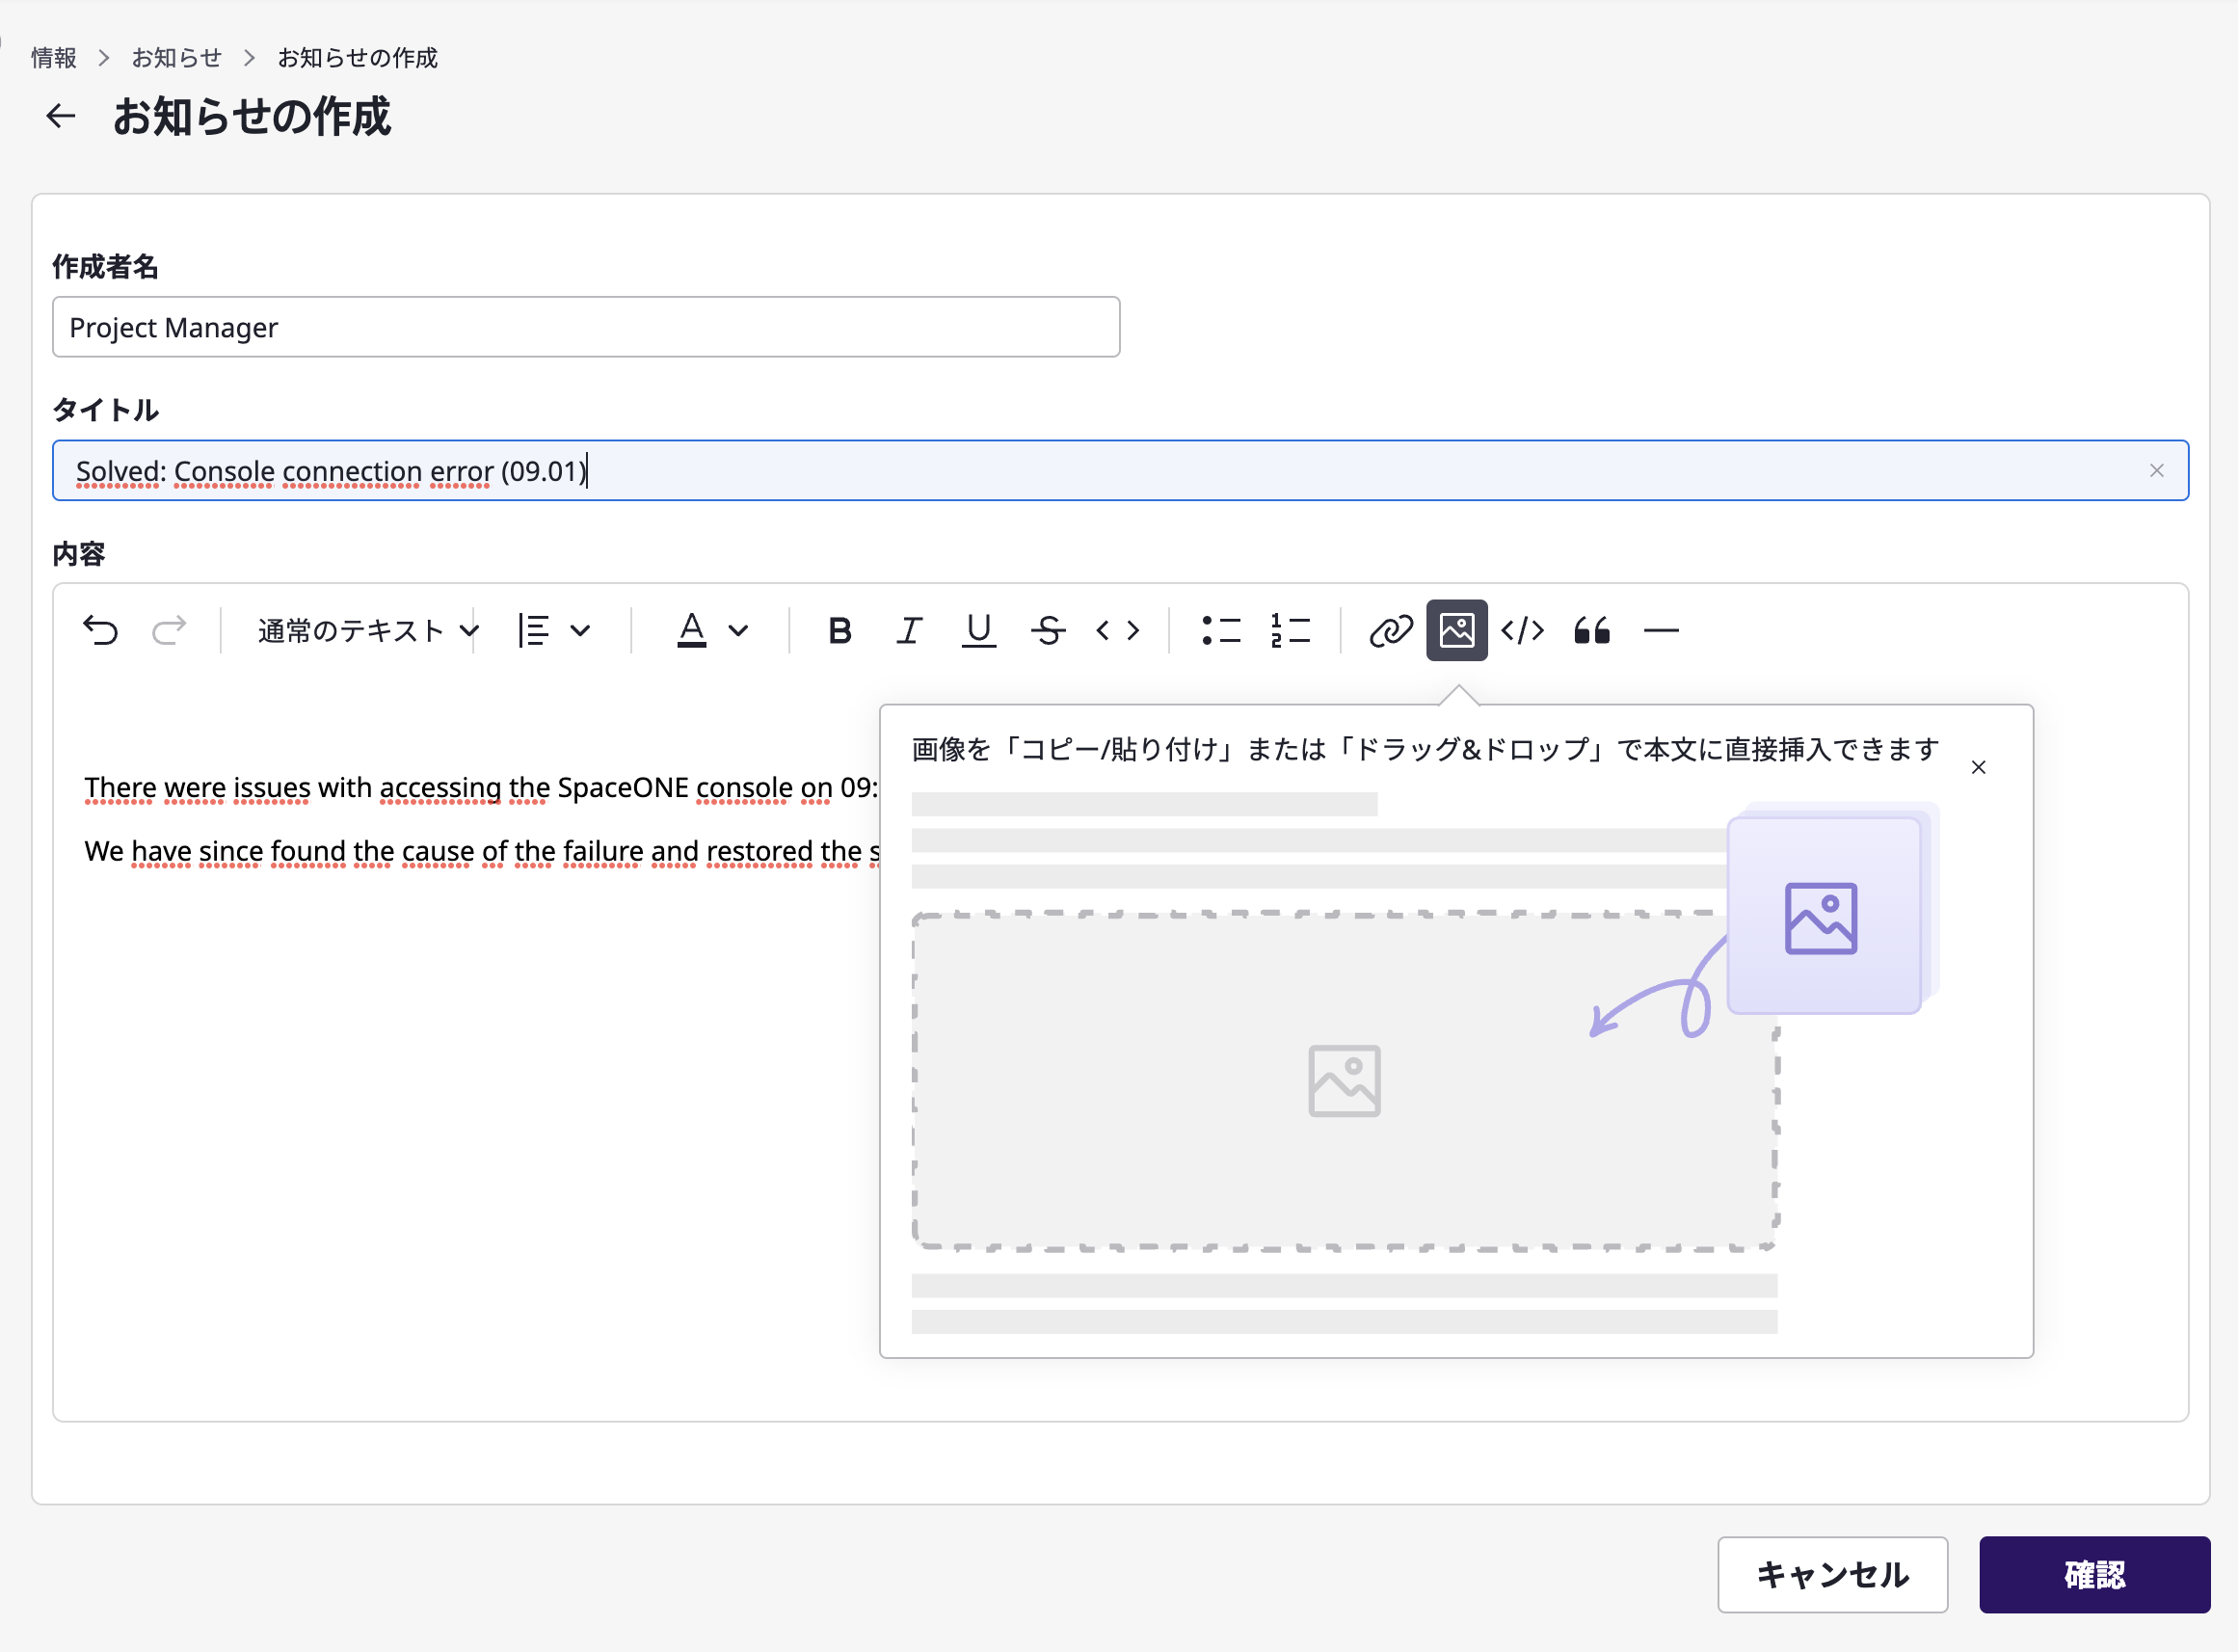 情報 > お知らせ > お知らせの作成
← お知らせの作成
作成者名
Project Manager
タイトル
Solved: Console connection error (09.01)
内容
通常のテキスト
画像を「コピー/貼り付け」または「ドラッグ&ドロップ」で本文に直接挿入できます
There were issues with accessing the SpaceONE console on 09:
We have since found the cause of the failure and restored the s
キャンセル
確認